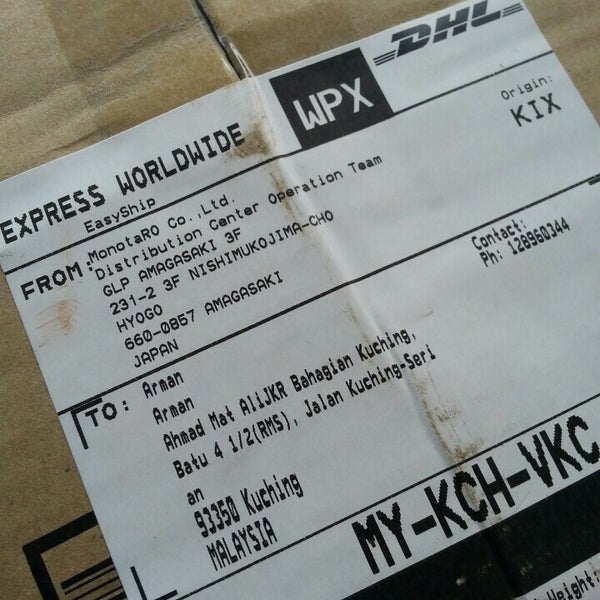 DHL
EXPRESS WORLDWIDE
WPX
EasyShip
Origin:
KIX
FROM:
MonotaRO Co.,Ltd.
Distribution Center Operation Team
GLP AMAGASAKI 3F
231-2 3F NISHIMUKOJIMA-CHO
HYOGO
660-0857 AMAGASAKI
JAPAN
Contact:
Ph: 128960344
TO:
Arman
Arman
Ahmad Mat AliJKR Bahagian Kuching,
Batu 4 1/2(RMS), Jalan Kuching-Seri
an
93350 Kuching
MALAYSIA
MY-KCH-VKC
Weight: